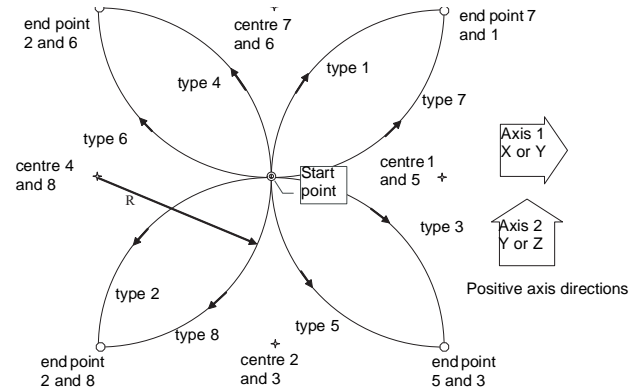 end point
2 and 6
centre 7
and 6
end point 7
and 1
type 4
type 1
type 7
type 6
Axis 1
X or Y
centre 4
and 8
R
Start
point
centre 1
and 5
type 3
Axis 2
Y or Z
Positive axis directions
type 2
type 8
type 5
end point
2 and 8
centre 2
and 3
end point
5 and 3